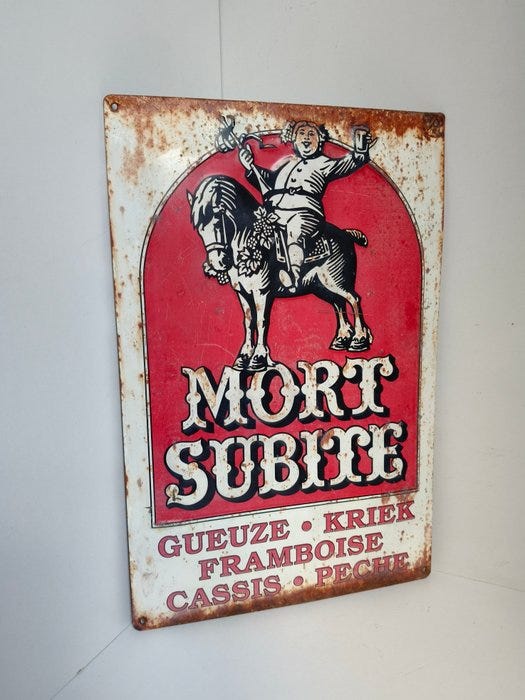 MORT
SUBITE
GUEUZE • KRIEK
FRAMBOISE
CASSIS • PECHE